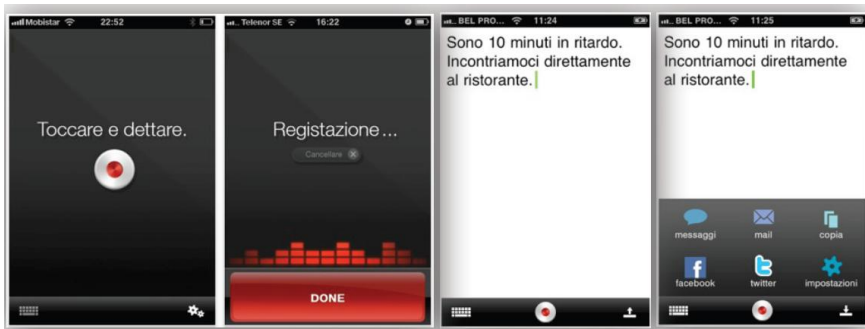 Mobistar 22:52
Toccare e dettare.
Telenor SE 16:22
Registazione ...
Cancellare
DONE
BEL PRO... 11:24
Sono 10 minuti in ritardo.
Incontriamoci direttamente
al ristorante.
BEL PRO... 11:25
Sono 10 minuti in ritardo.
Incontriamoci direttamente
al ristorante.
messaggi mail copia
facebook twitter impostazioni